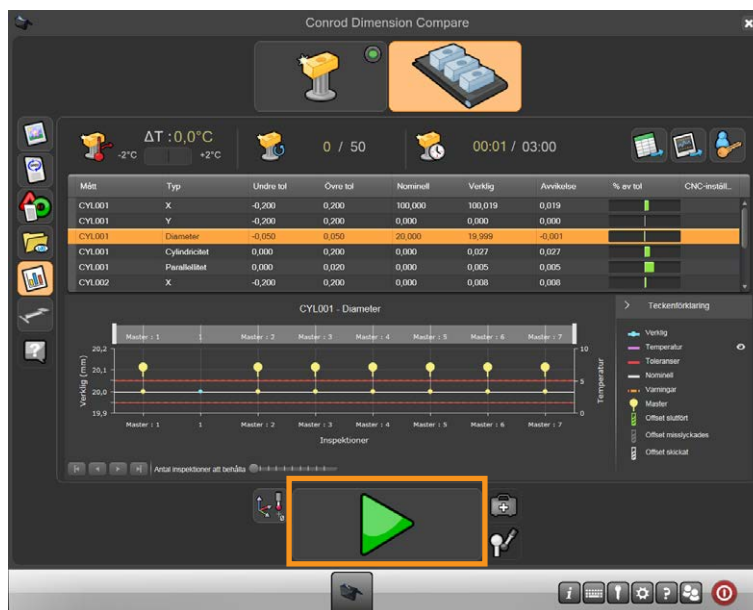 Conrod Dimension Compare
ΔT : 0,0°C
-2°C +2°C
0 / 50
00:01 / 03:00
Mått Typ Undre tol Övre tol Nominell Verklig Avvikelse % av tol CNC-inställ...
CYL001 X -0,200 0,200 100,000 100,019 0,019
CYL001 Y -0,200 0,200 0,000 0,000 0,000
CYL001 Diameter -0,050 0,050 20,000 19,999 -0,001
CYL001 Cylindricitet 0,000 0,200 0,000 0,027 0,027
CYL001 Parallellitet 0,000 0,020 0,000 0,005 0,005
CYL002 X -0,200 0,200 0,000 0,008 0,008
CYL001 - Diameter
Master : 1 1 Master : 2 Master : 3 Master : 4 Master : 5 Master : 6 Master : 7
20,2
20,1
20,0
19,9
Verklig (mm)
10
5
0
Temperatur
Master : 1 1 Master : 2 Master : 3 Master : 4 Master : 5 Master : 6 Master : 7
Inspektioner
Teckenförklaring
Verklig
Temperatur
Toleranser
Nominell
Varningar
Master
Offset slutfört
Offset misslyckades
Offset skickat
Antal inspektioner att behålla